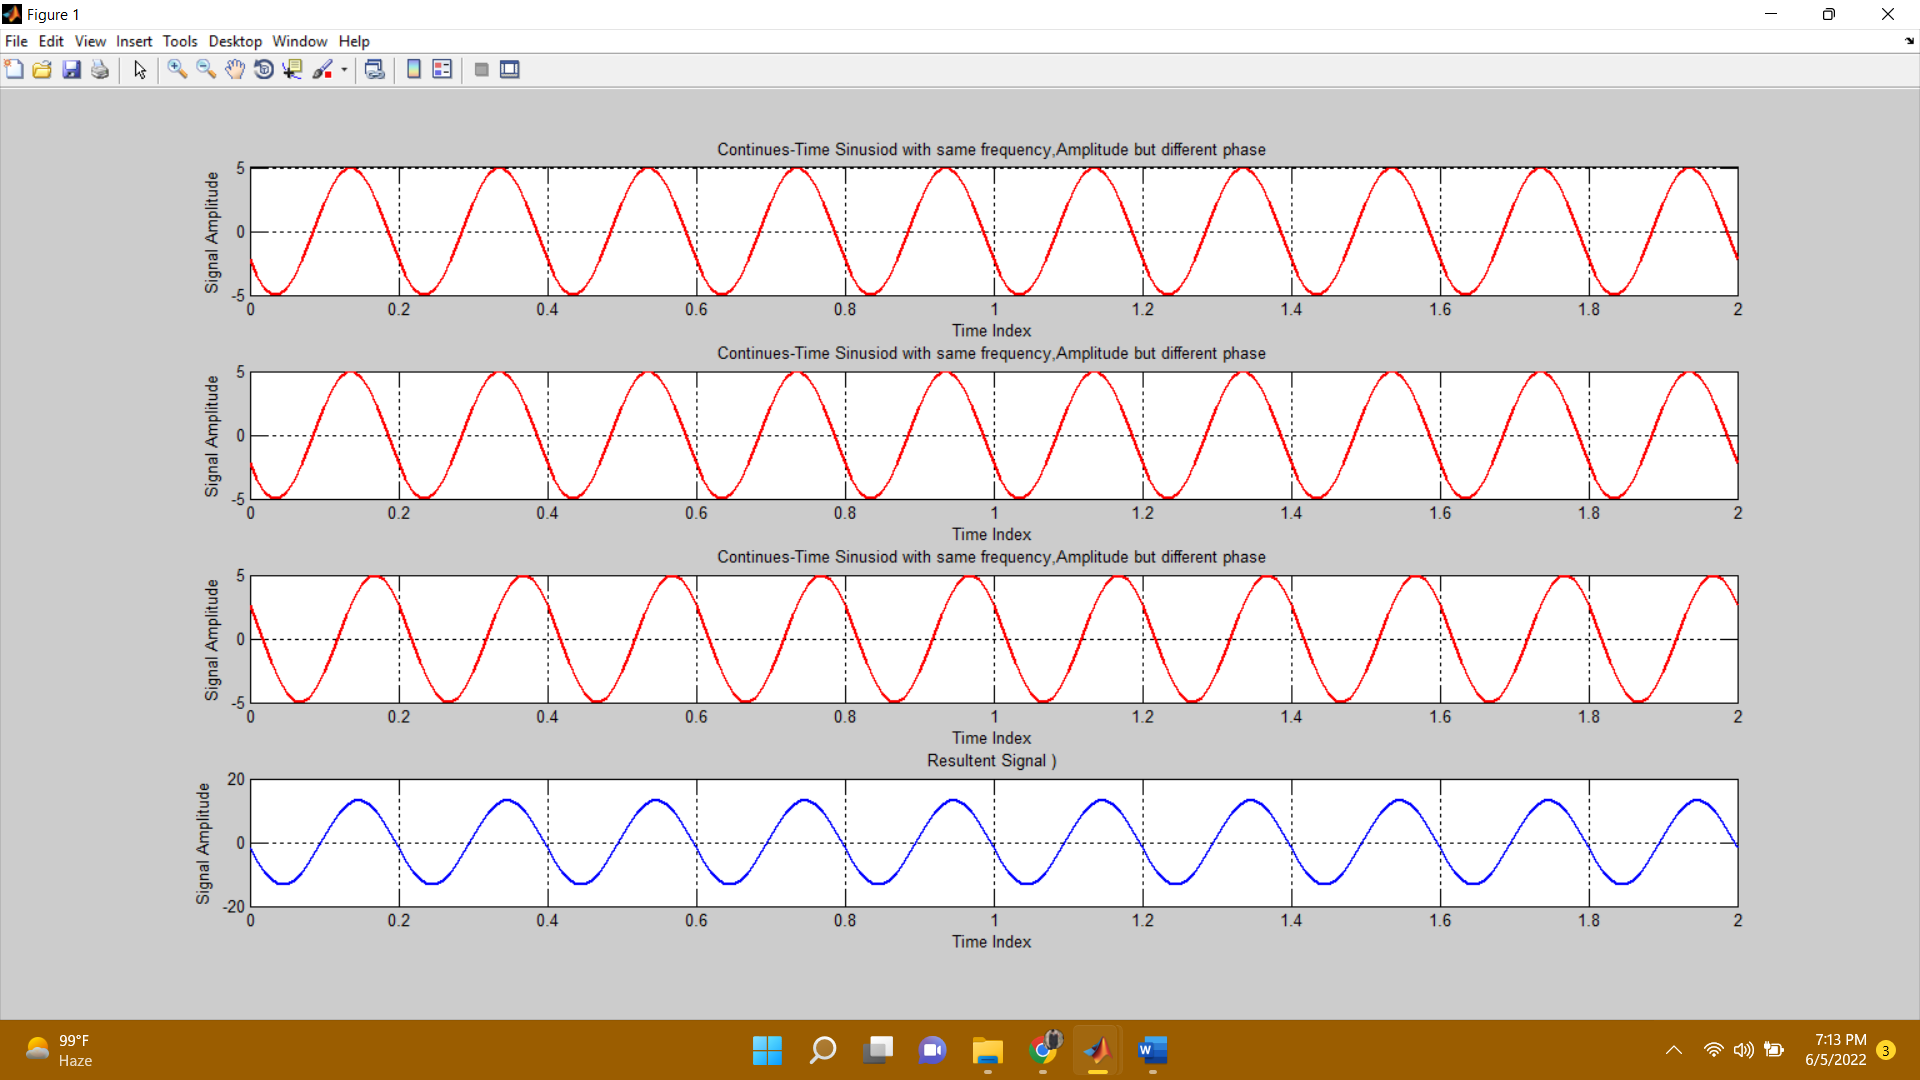 Figure 1
File Edit View Insert Tools Desktop Window Help
Continues-Time Sinusiod with same frequency,Amplitude but different phase
Signal Amplitude
5
0
-5
0 0.2 0.4 0.6 0.8 1 1.2 1.4 1.6 1.8 2
Time Index
Continues-Time Sinusiod with same frequency,Amplitude but different phase
Signal Amplitude
5
0
-5
0 0.2 0.4 0.6 0.8 1 1.2 1.4 1.6 1.8 2
Time Index
Continues-Time Sinusiod with same frequency,Amplitude but different phase
Signal Amplitude
5
0
-5
0 0.2 0.4 0.6 0.8 1 1.2 1.4 1.6 1.8 2
Time Index
Resultent Signal )
Signal Amplitude
20
0
-20
0 0.2 0.4 0.6 0.8 1 1.2 1.4 1.6 1.8 2
Time Index
99°F
Haze
W
7:13 PM
6/5/2022
3